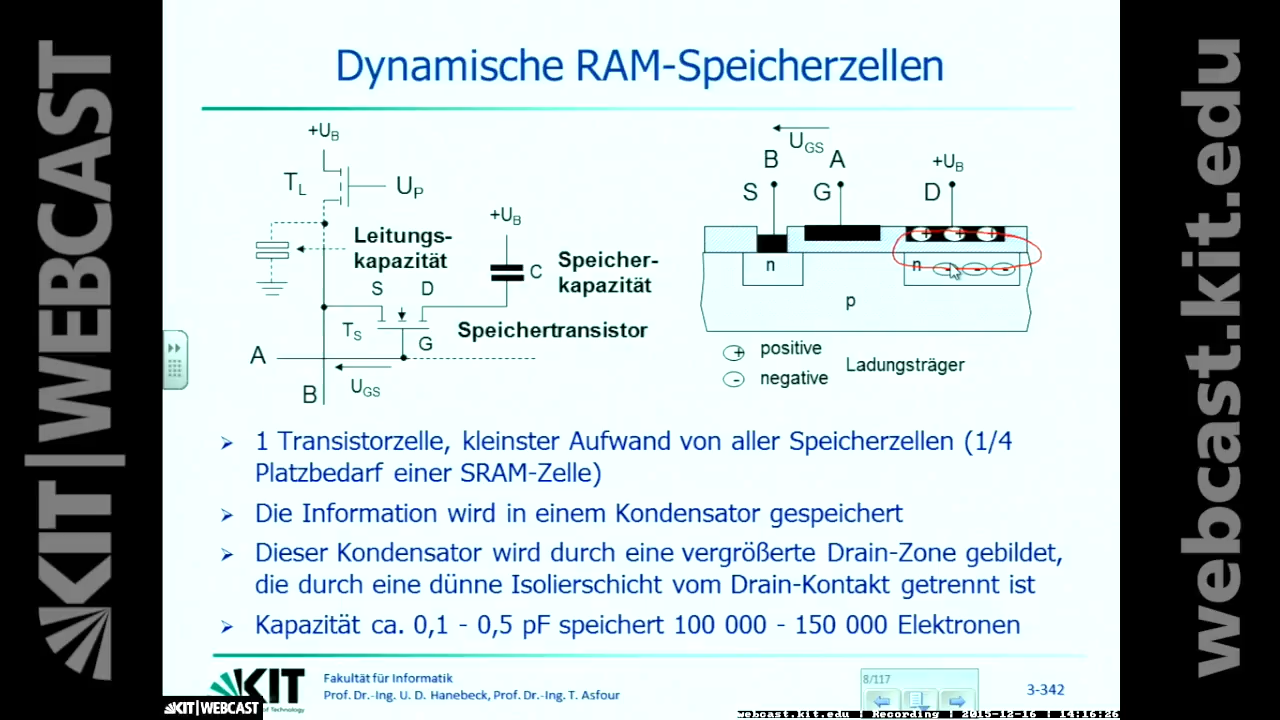 KIT|WEBCAST
Dynamische RAM-Speicherzellen
+UB
TL
UP
Leitungs-
kapazität
+UB
C
Speicher-
kapazität
S
D
TS
G
Speichertransistor
A
UGS
B
UGS
B
A
+UB
S
G
D
+ + +
n
n
- - -
p
+ positive
- negative
Ladungsträger
➢ 1 Transistorzelle, kleinster Aufwand von aller Speicherzellen (1/4
Platzbedarf einer SRAM-Zelle)
➢ Die Information wird in einem Kondensator gespeichert
➢ Dieser Kondensator wird durch eine vergrößerte Drain-Zone gebildet,
die durch eine dünne Isolierschicht vom Drain-Kontakt getrennt ist
➢ Kapazität ca. 0,1 - 0,5 pF speichert 100 000 - 150 000 Elektronen
KIT
of Technology
Fakultät für Informatik
Prof. Dr.-Ing. U. D. Hanebeck, Prof. Dr.-Ing. T. Asfour
8/117
3-342
KIT|WEBCAST
webcast.kit.edu | Recording | 2015-12-16 | 14:16:26
webcast.kit.edu